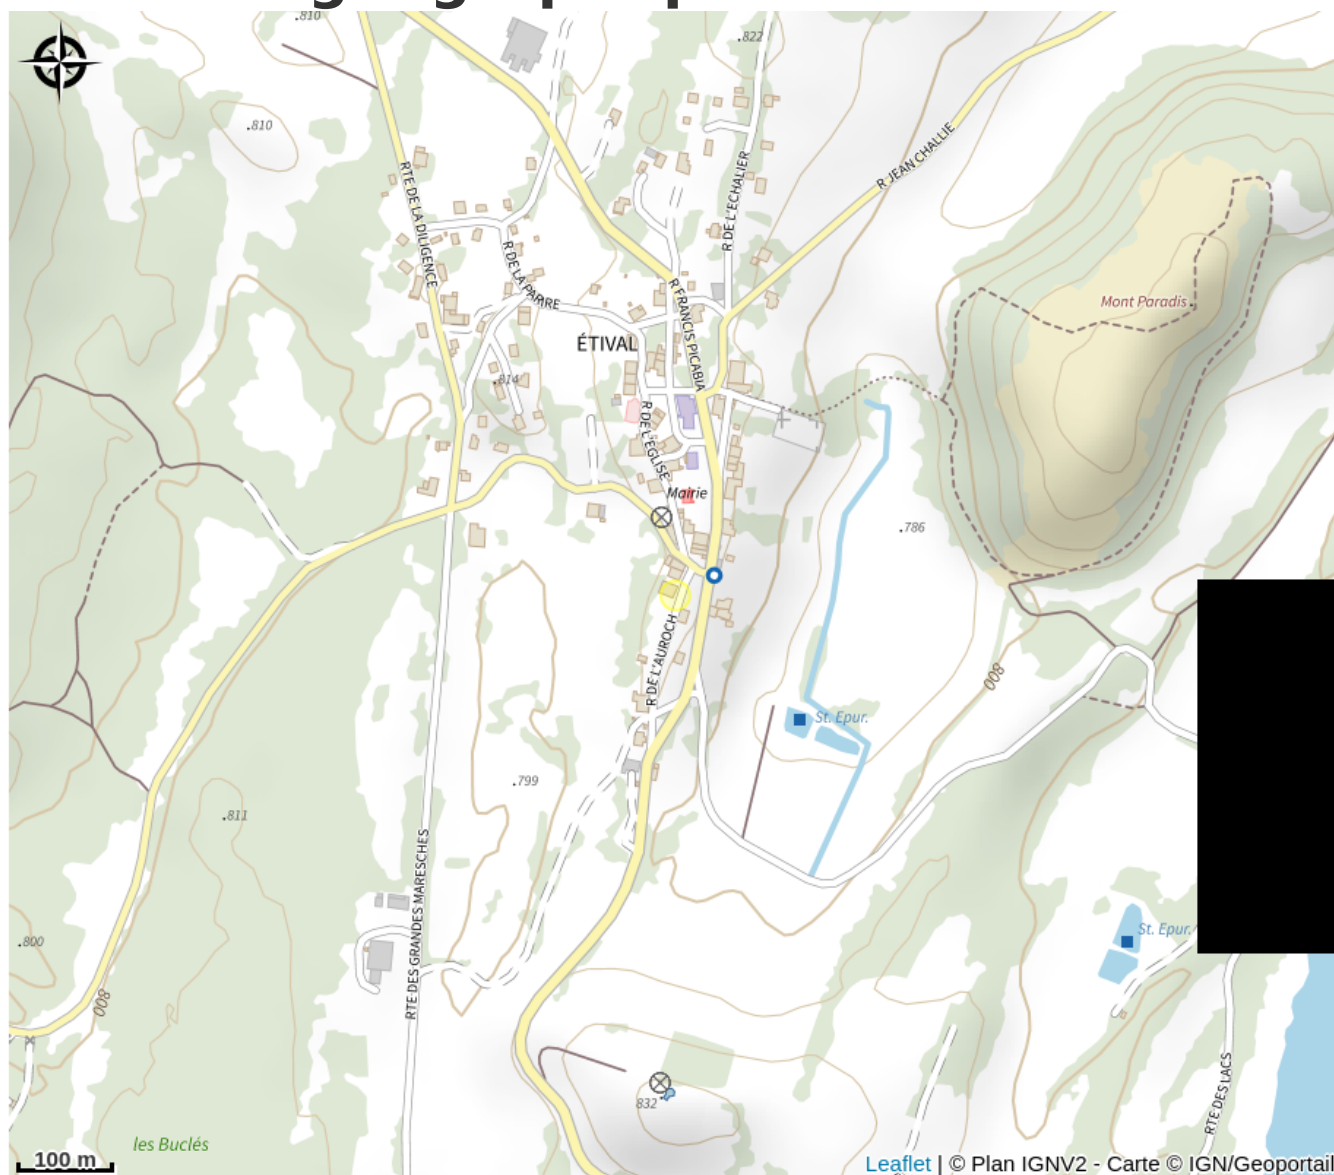 .810
.822
.810
R JEAN CHALLIE
RTE DE LA DILIGENCE
R DE L'ECHALIER
R DE LA PARRE
R FRANCIS PICABIA
Mont Paradis
ÉTIVAL
.814
R DE L'EGLISE
Mairie
.786
R DE L'AUROCH
800
St. Epur.
.799
.811
RTE DES GRANDES MARESCHES
St. Epur.
.800
800
RTE DES LACS
832
les Buclés
100 m
Leaflet | © Plan IGNV2 - Carte © IGN/Geoportail